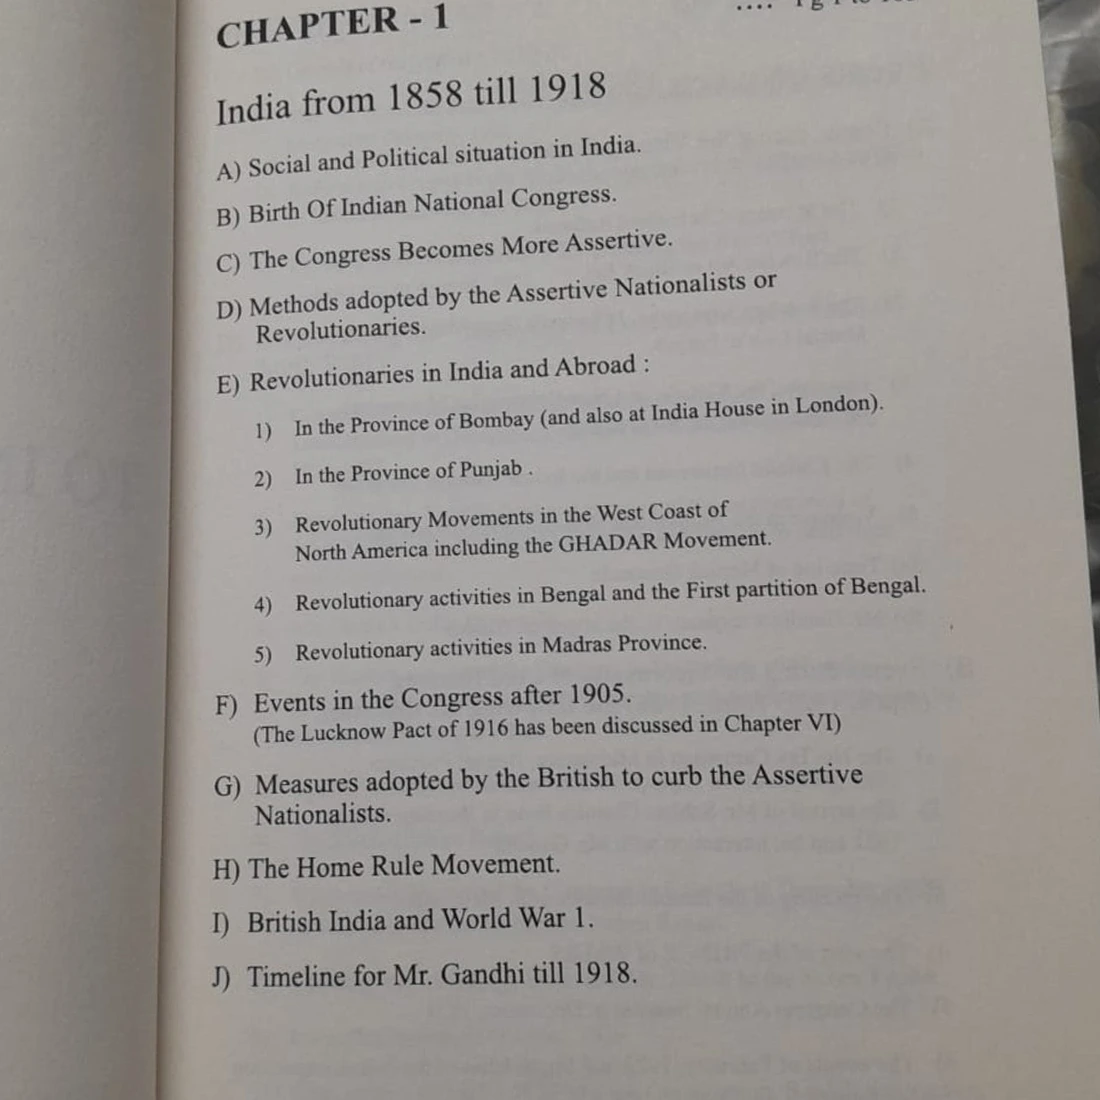 CHAPTER - 1
India from 1858 till 1918
A) Social and Political situation in India.
B) Birth Of Indian National Congress.
C) The Congress Becomes More Assertive.
D) Methods adopted by the Assertive Nationalists or
Revolutionaries.
E) Revolutionaries in India and Abroad :
1) In the Province of Bombay (and also at India House in London).
2) In the Province of Punjab .
3) Revolutionary Movements in the West Coast of
North America including the GHADAR Movement.
4) Revolutionary activities in Bengal and the First partition of Bengal.
5) Revolutionary activities in Madras Province.
F) Events in the Congress after 1905.
(The Lucknow Pact of 1916 has been discussed in Chapter VI)
G) Measures adopted by the British to curb the Assertive
Nationalists.
H) The Home Rule Movement.
I) British India and World War 1.
J) Timeline for Mr. Gandhi till 1918.